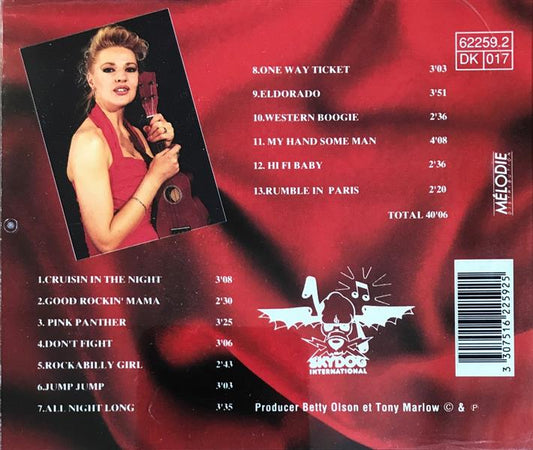 62259.2
DK 017
8.ONE WAY TICKET 3'03
9.ELDORADO 3'51
10.WESTERN BOOGIE 2'36
11. MY HAND SOME MAN 4'08
12. HI FI BABY 2'36
13.RUMBLE IN PARIS 2'20
TOTAL 40'06
MÉLODIE
DISTRIBUTION
1.CRUISIN IN THE NIGHT 3'08
2.GOOD ROCKIN' MAMA 2'30
3. PINK PANTHER 3'25
4.DON'T FIGHT 3'06
5.ROCKABILLY GIRL 2'43
6.JUMP JUMP 3'03
7.ALL NIGHT LONG 3'35
SKYDOG
INTERNATIONAL
3 307516 225925
Producer Betty Olson et Tony Marlow © & ℗